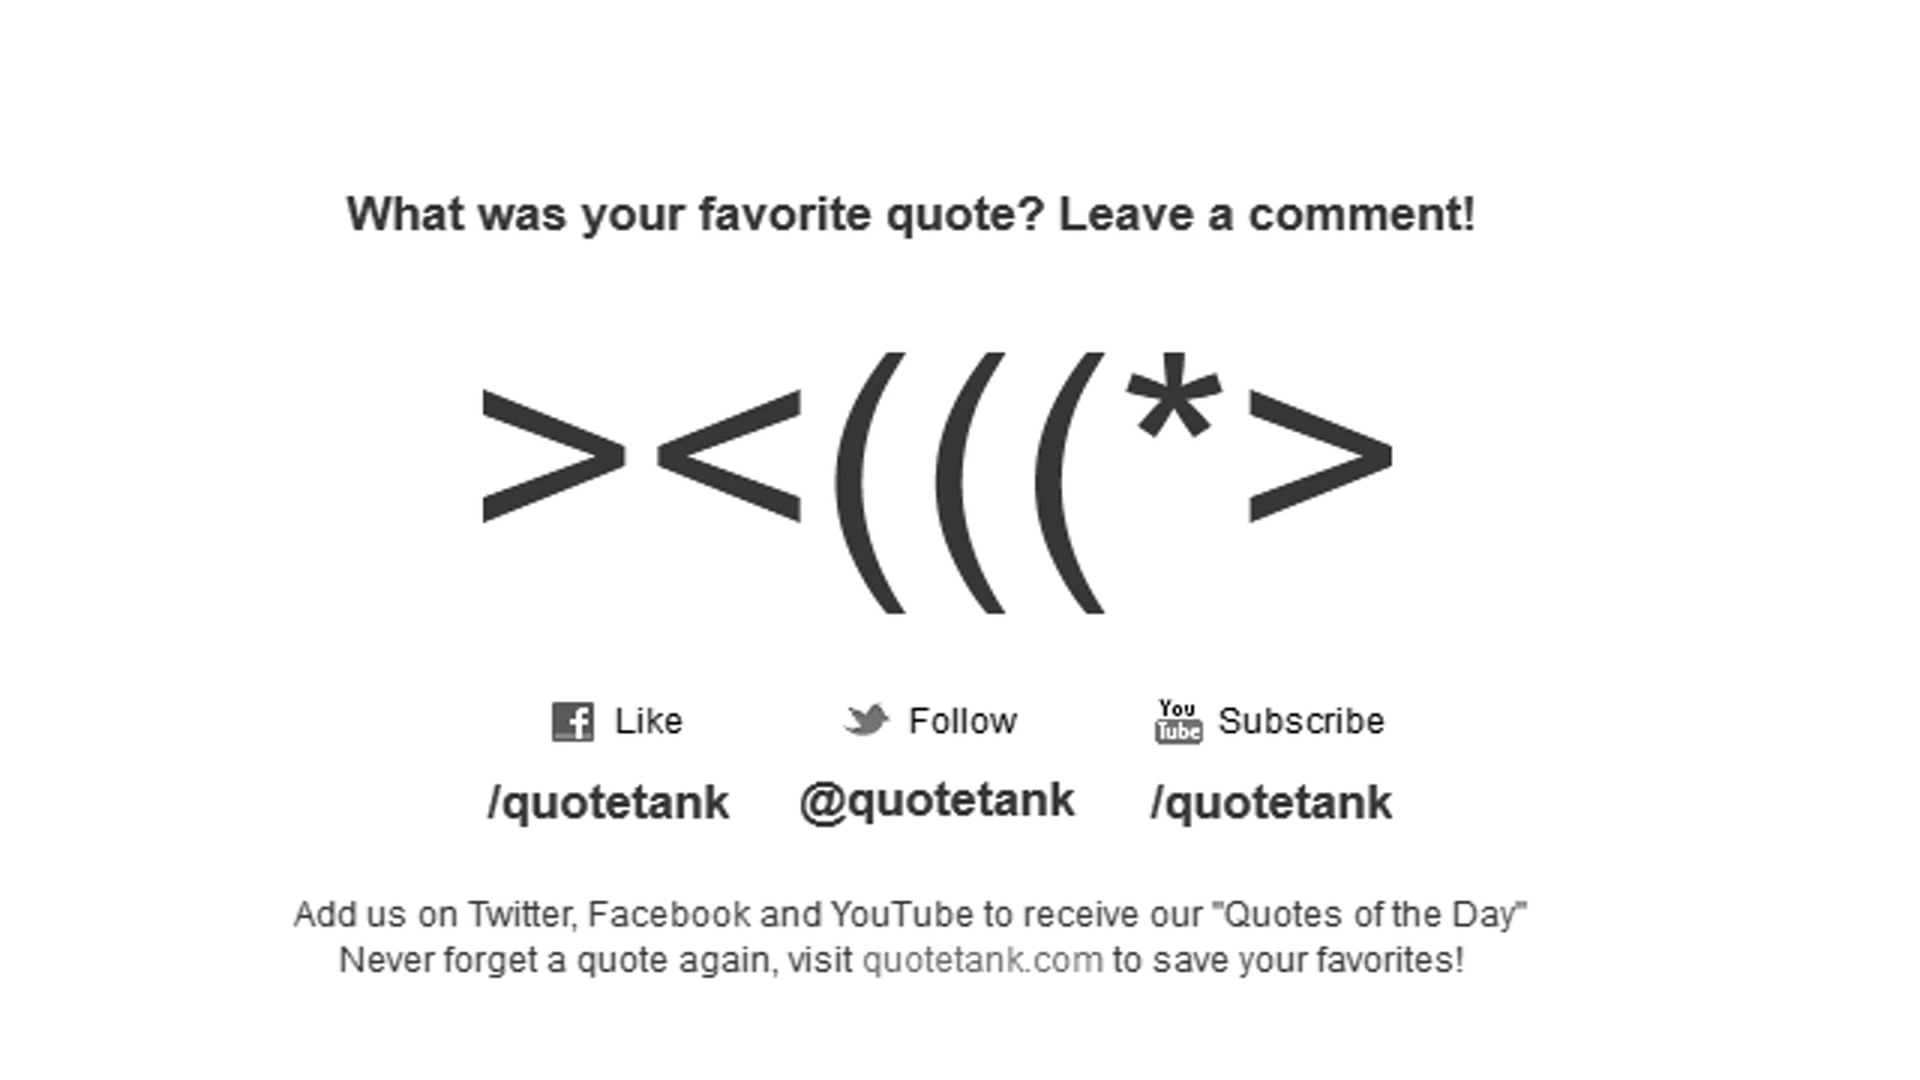 What was your favorite quote? Leave a comment!
><(((*>
Like Follow You Tube Subscribe
/quotetank @quotetank /quotetank
Add us on Twitter, Facebook and YouTube to receive our "Quotes of the Day"
Never forget a quote again, visit quotetank.com to save your favorites!